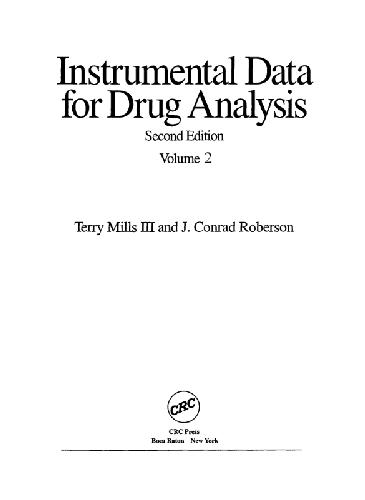 Instrumental Data
for Drug Analysis
Second Edition
Volume 2
Terry Mills III and J. Conrad Roberson
CRC
CRC Press
Boca Raton New York